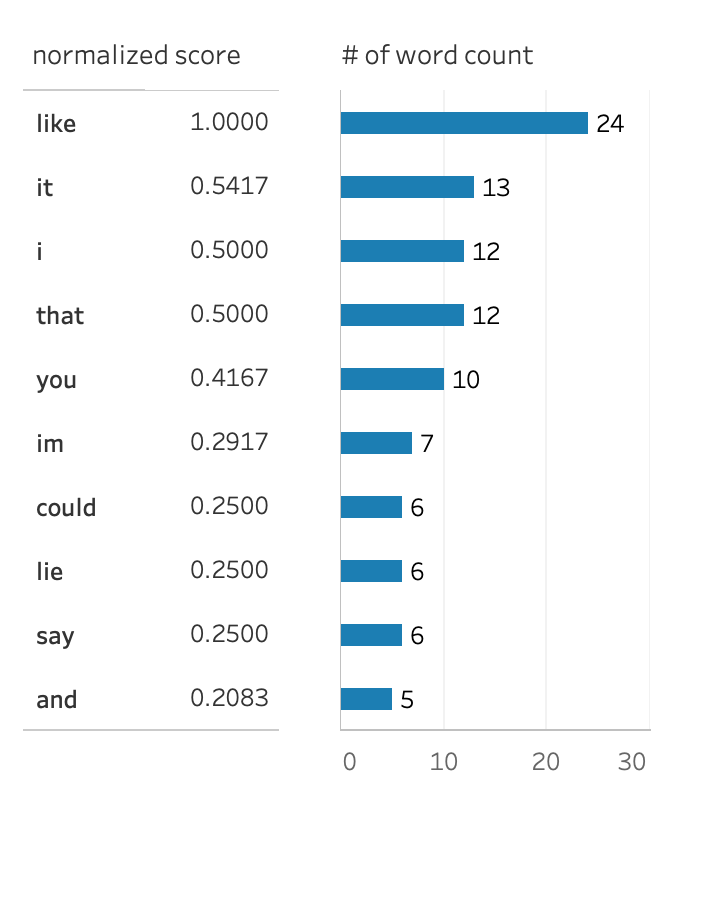 normalized score # of word count
like 1.0000 24
it 0.5417 13
i 0.5000 12
that 0.5000 12
you 0.4167 10
im 0.2917 7
could 0.2500 6
lie 0.2500 6
say 0.2500 6
and 0.2083 5
0 10 20 30